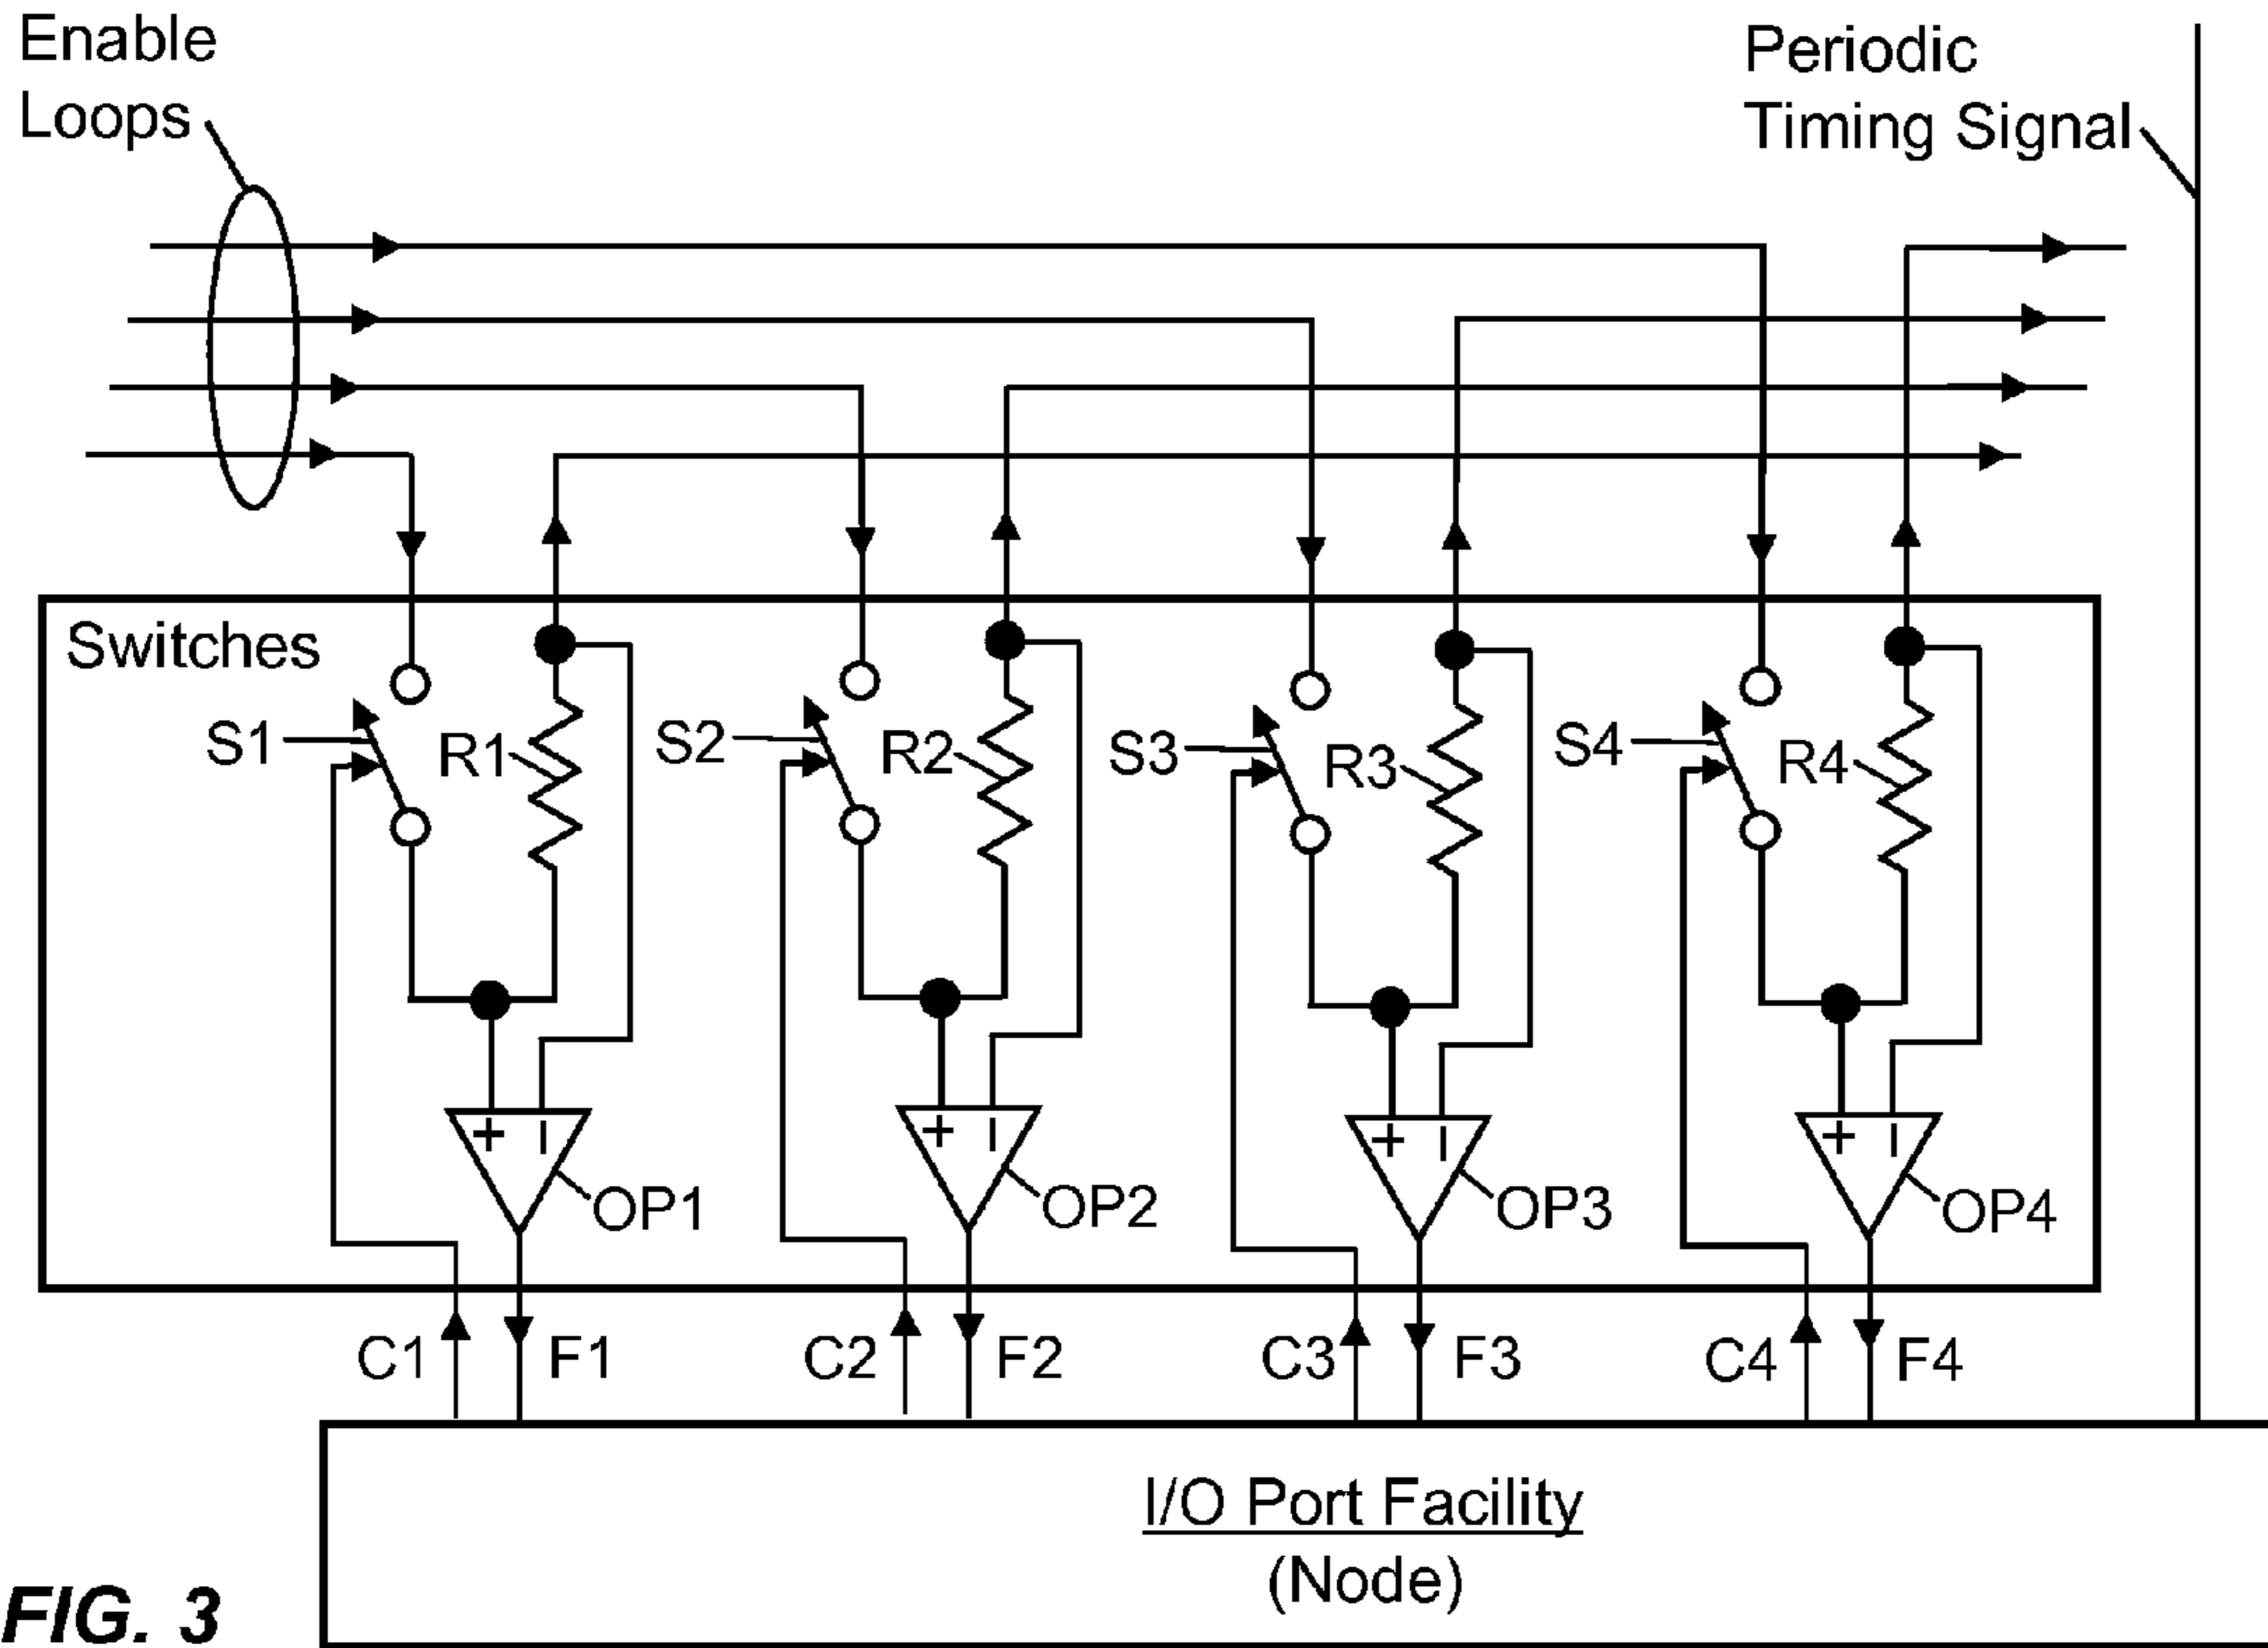 Enable
Loops
Periodic
Timing Signal
Switches
S1
R1
S2
R2
S3
R3
S4
R4
+ –
+ –
+ –
+ –
OP1
OP2
OP3
OP4
C1
F1
C2
F2
C3
F3
C4
F4
I/O Port Facility
(Node)
FIG. 3